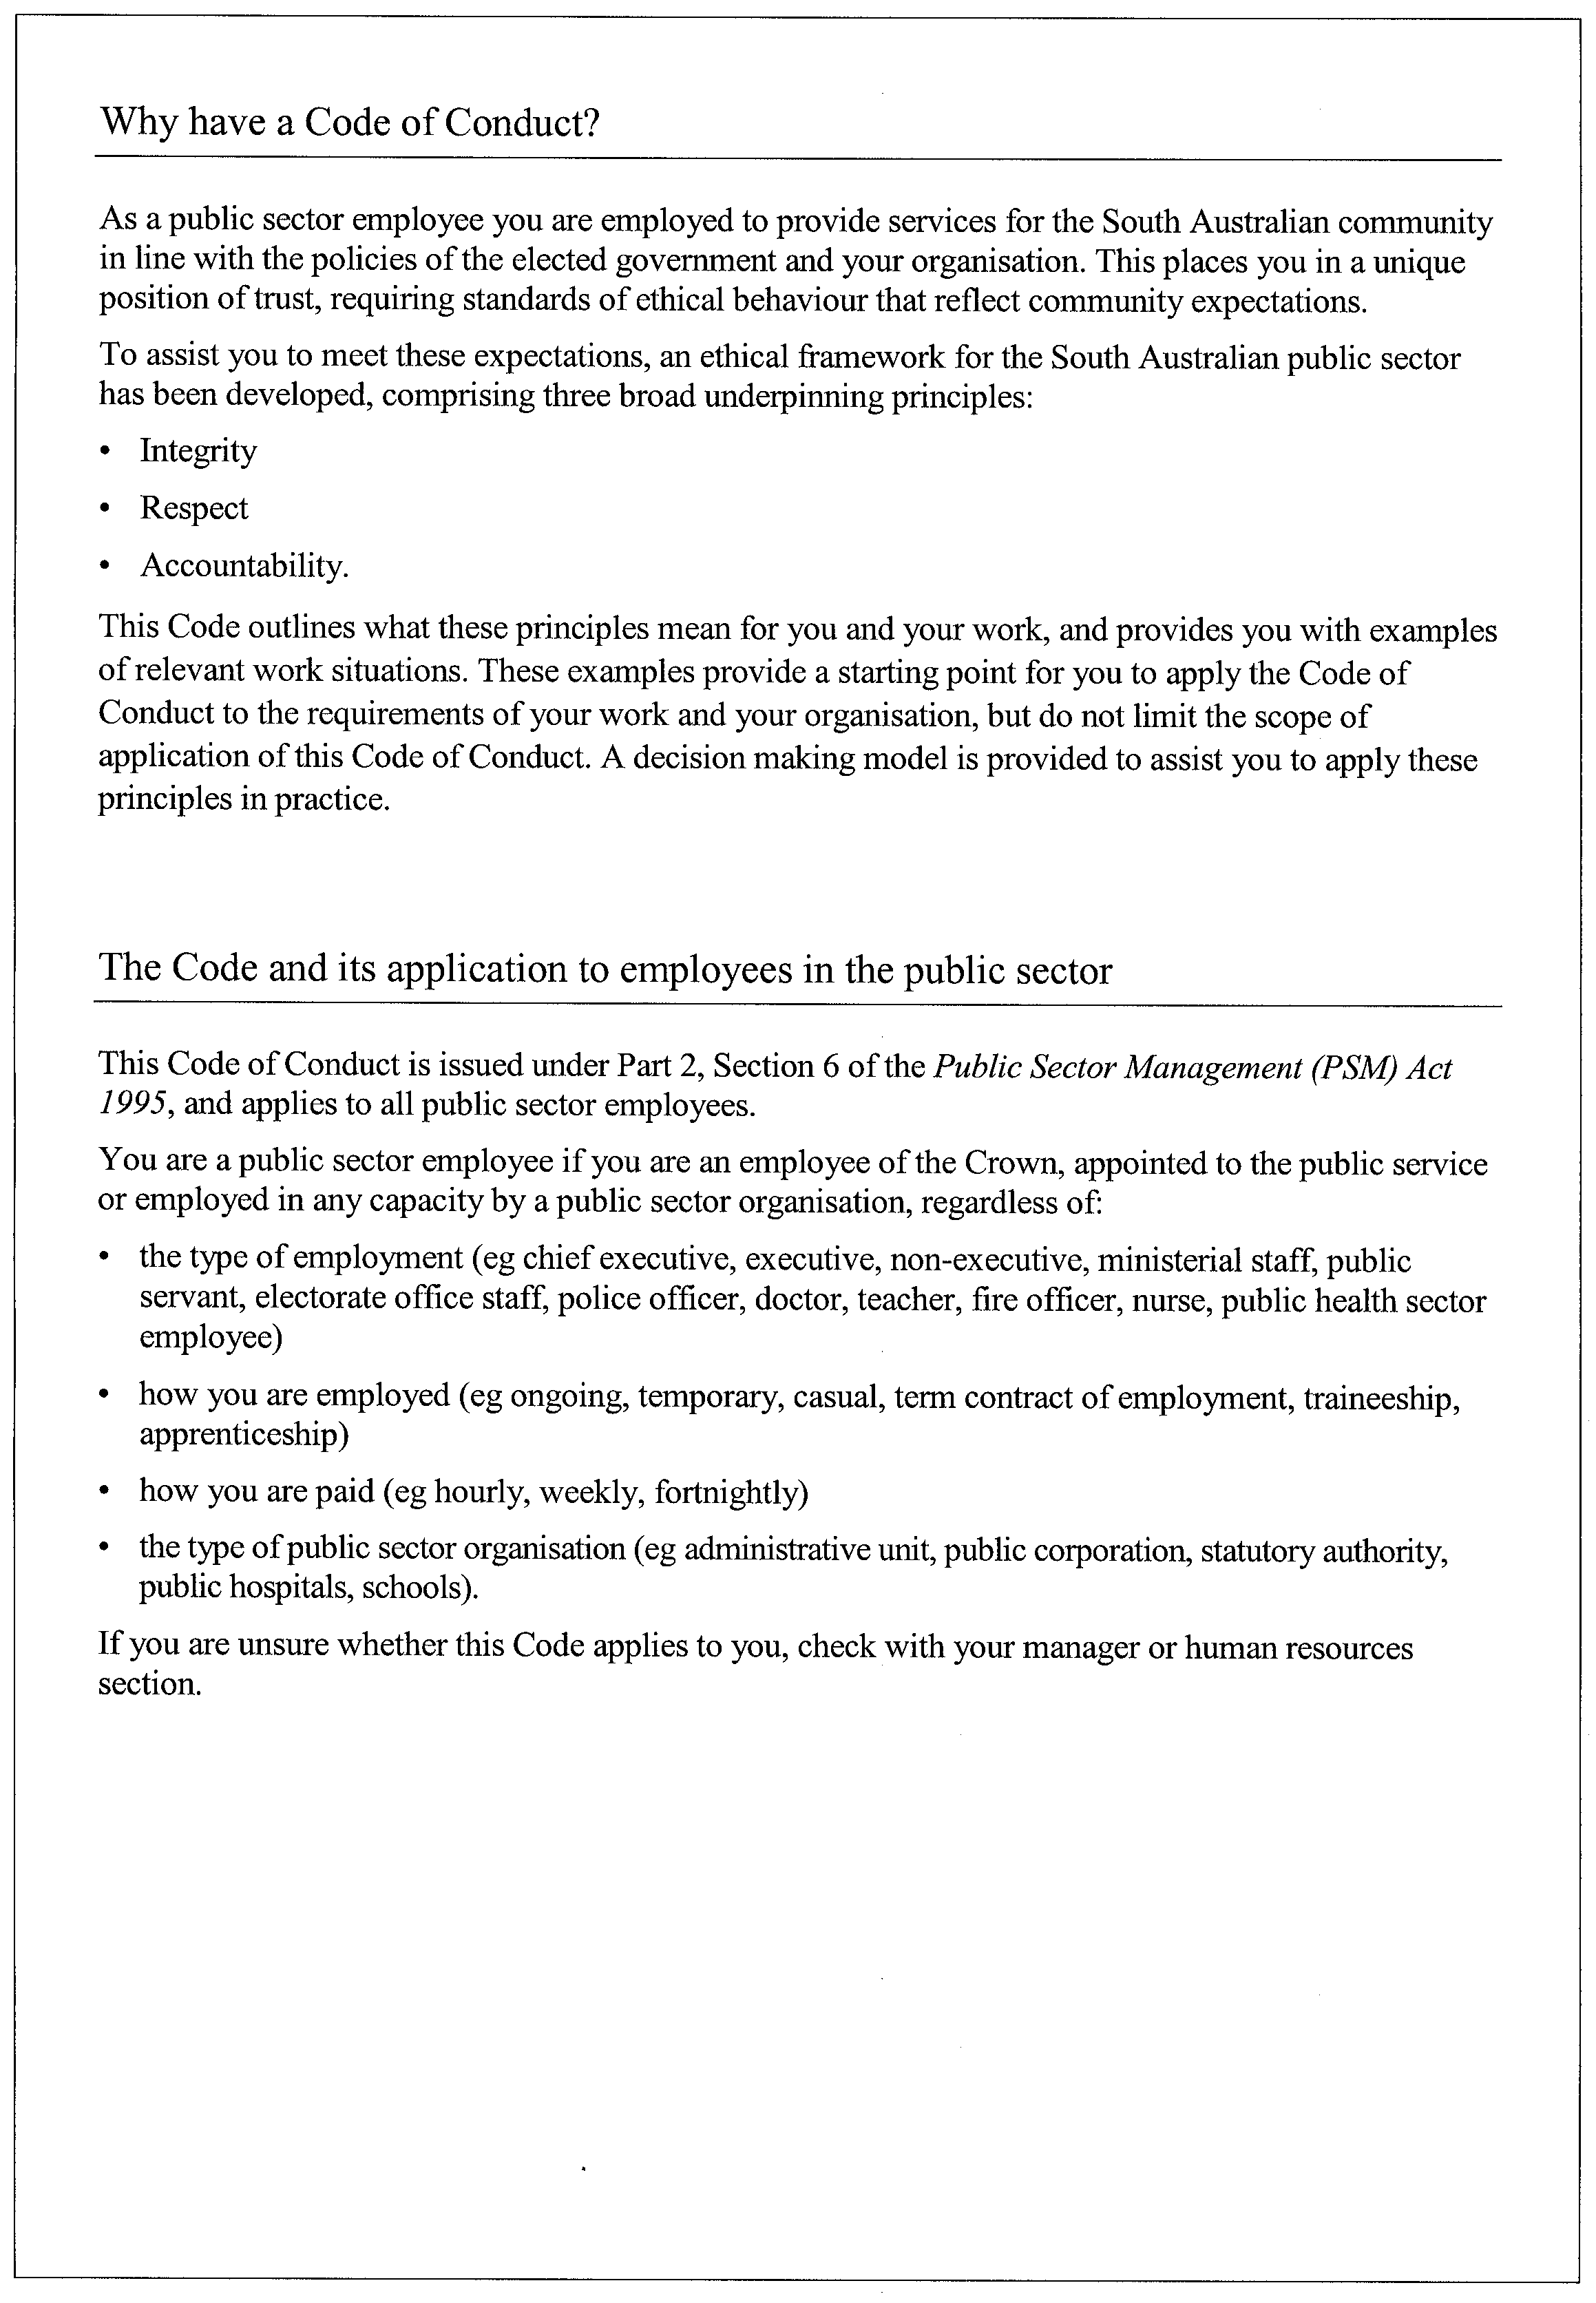 Why have a Code of Conduct?
As a public sector employee you are employed to provide services for the South Australian community
in line with the policies of the elected government and your organisation. This places you in a unique
position of trust, requiring standards of ethical behaviour that reflect community expectations.
To assist you to meet these expectations, an ethical framework for the South Australian public sector
has been developed, comprising three broad underpinning principles:
• Integrity
• Respect
• Accountability.
This Code outlines what these principles mean for you and your work, and provides you with examples
of relevant work situations. These examples provide a starting point for you to apply the Code of
Conduct to the requirements of your work and your organisation, but do not limit the scope of
application of this Code of Conduct. A decision making model is provided to assist you to apply these
principles in practice.
The Code and its application to employees in the public sector
This Code of Conduct is issued under Part 2, Section 6 of the Public Sector Management (PSM) Act
1995, and applies to all public sector employees.
You are a public sector employee if you are an employee of the Crown, appointed to the public service
or employed in any capacity by a public sector organisation, regardless of:
• the type of employment (eg chief executive, executive, non-executive, ministerial staff, public
servant, electorate office staff, police officer, doctor, teacher, fire officer, nurse, public health sector
employee)
• how you are employed (eg ongoing, temporary, casual, term contract of employment, traineeship,
apprenticeship)
• how you are paid (eg hourly, weekly, fortnightly)
• the type of public sector organisation (eg administrative unit, public corporation, statutory authority,
public hospitals, schools).
If you are unsure whether this Code applies to you, check with your manager or human resources
section.